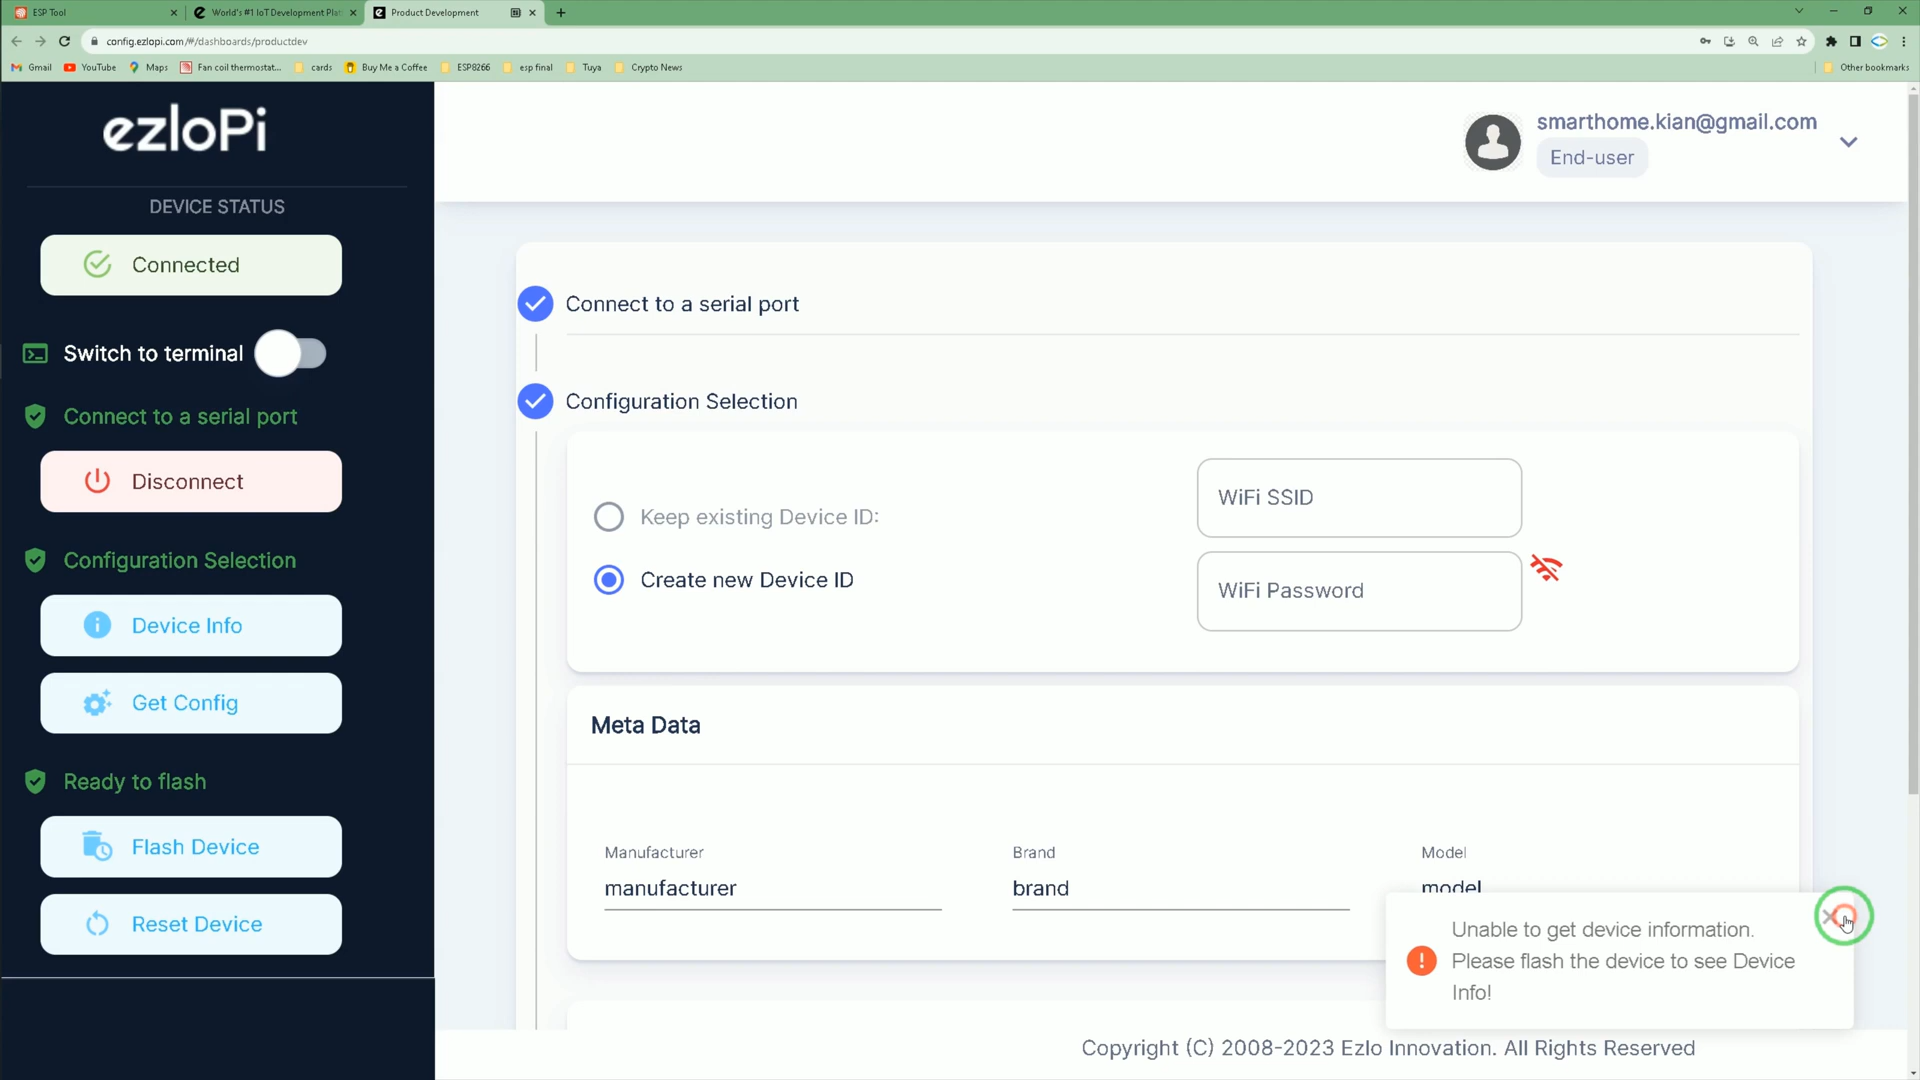 ESP Tool
World's #1 IoT Development Plat
Product Development
config.ezlopi.com/#/dashboards/productdev
Gmail
YouTube
Maps
Fan coil thermostat...
cards
Buy Me a Coffee
ESP8266
esp final
Tuya
Crypto News
Other bookmarks
ezloPi
smarthome.kian@gmail.com
End-user
DEVICE STATUS
Connected
Switch to terminal
Connect to a serial port
Disconnect
Configuration Selection
Device Info
Get Config
Ready to flash
Flash Device
Reset Device
Connect to a serial port
Configuration Selection
Keep existing Device ID:
Create new Device ID
WiFi SSID
WiFi Password
Meta Data
Manufacturer
manufacturer
Brand
brand
Model
model
Unable to get device information.
Please flash the device to see Device
Info!
Copyright (C) 2008-2023 Ezlo Innovation. All Rights Reserved